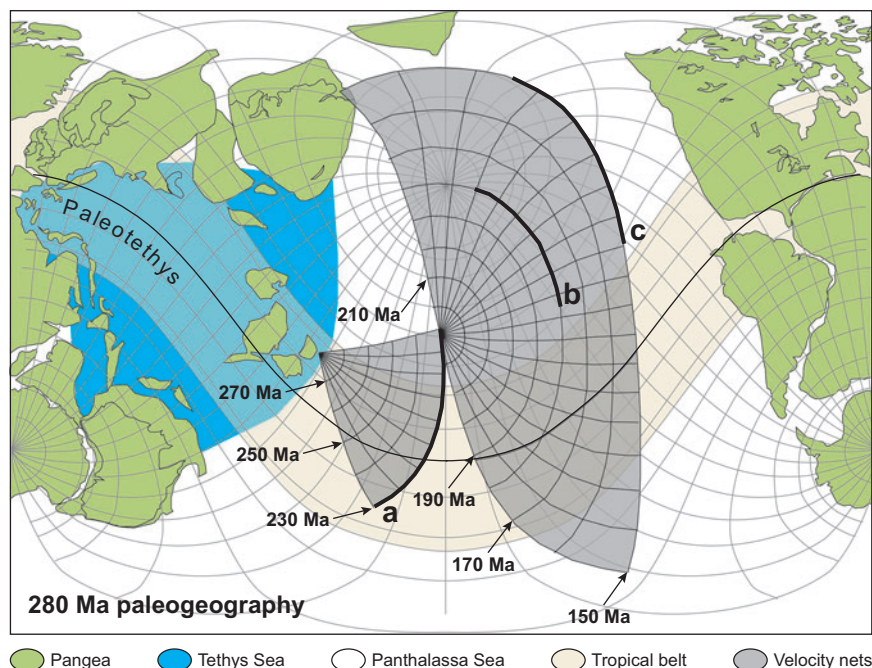 Paleotethys
c
b
210 Ma
270 Ma
250 Ma
190 Ma
230 Ma
a
170 Ma
150 Ma
280 Ma paleogeography
Pangea
Tethys Sea
Panthalassa Sea
Tropical belt
Velocity nets